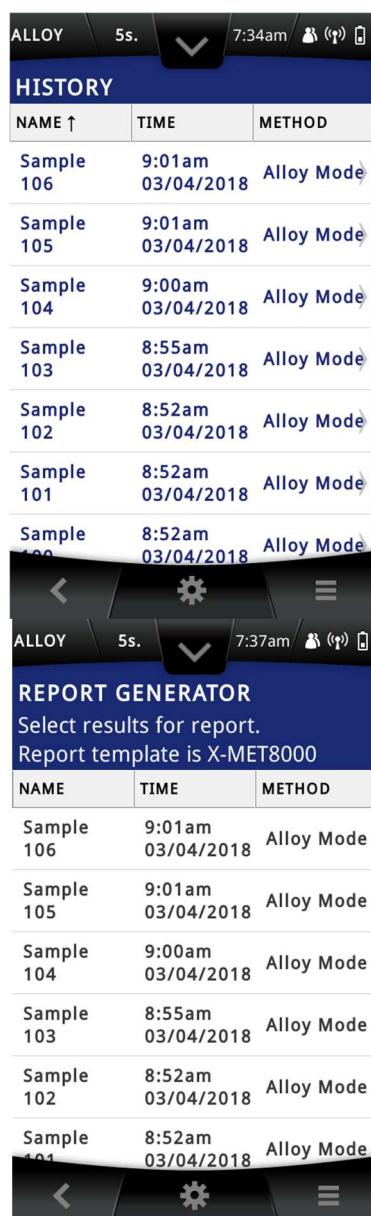 ALLOY 5s. 7:34am
HISTORY
NAME ↑ TIME METHOD
Sample 9:01am
106 03/04/2018 Alloy Mode
Sample 9:01am
105 03/04/2018 Alloy Mode
Sample 9:00am
104 03/04/2018 Alloy Mode
Sample 8:55am
103 03/04/2018 Alloy Mode
Sample 8:52am
102 03/04/2018 Alloy Mode
Sample 8:52am
101 03/04/2018 Alloy Mode
Sample 8:52am
100 03/04/2018 Alloy Mode
ALLOY 5s. 7:37am
REPORT GENERATOR
Select results for report.
Report template is X-MET8000
NAME TIME METHOD
Sample 9:01am
106 03/04/2018 Alloy Mode
Sample 9:01am
105 03/04/2018 Alloy Mode
Sample 9:00am
104 03/04/2018 Alloy Mode
Sample 8:55am
103 03/04/2018 Alloy Mode
Sample 8:52am
102 03/04/2018 Alloy Mode
Sample 8:52am
101 03/04/2018 Alloy Mode